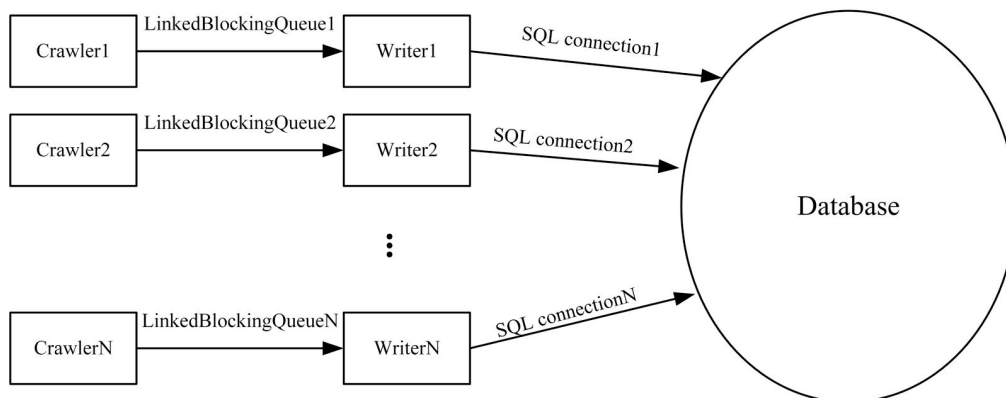 LinkedBlockingQueue1
Crawler1
Writer1
SQL connection1
LinkedBlockingQueue2
Crawler2
Writer2
SQL connection2
Database
LinkedBlockingQueueN
CrawlerN
WriterN
SQL connectionN